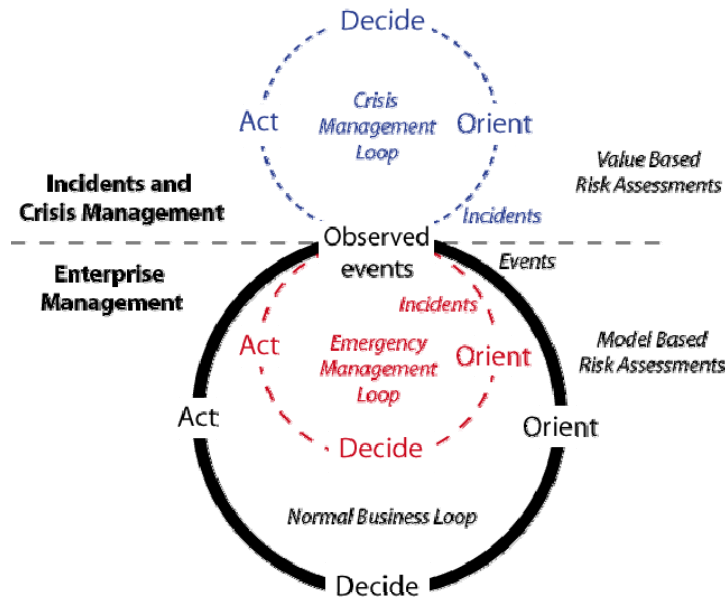 Decide
Crisis
Management
Loop
Act
Orient
Value Based
Risk Assessments
Incidents and
Crisis Management
Incidents
Observed
events
Enterprise
Management
Events
Incidents
Act
Emergency
Management
Loop
Orient
Model Based
Risk Assessments
Act
Orient
Decide
Normal Business Loop
Decide